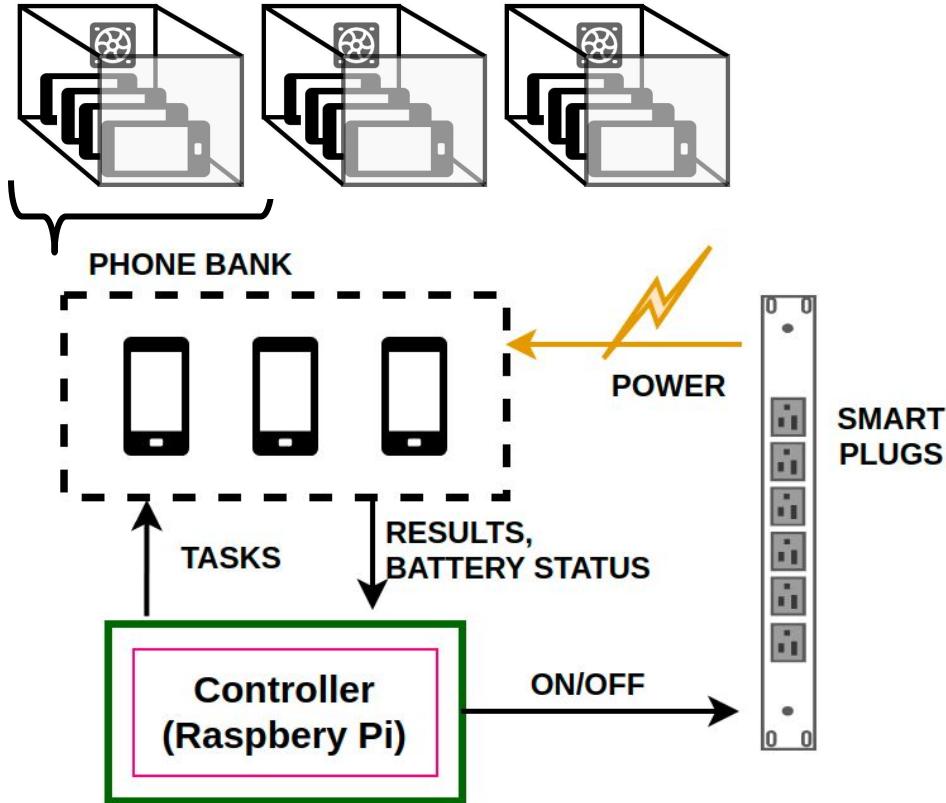 PHONE BANK
POWER
SMART
PLUGS
TASKS
RESULTS,
BATTERY STATUS
Controller
(Raspbery Pi)
ON/OFF